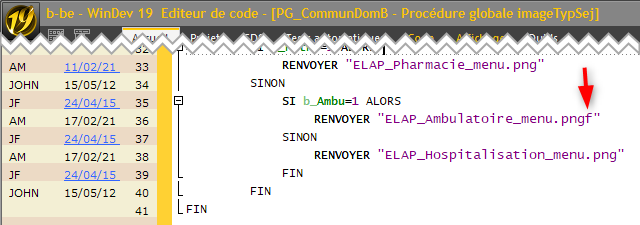 b-be - WinDev 19 Éditeur de code - [PG_CommunDomB - Procédure globale imageTypSej]
AM 11/02/21 33 RENVOYER "ELAP_Pharmacie_menu.png"
JOHN 15/05/12 34 SINON
JF 24/04/15 35 SI b_Ambu=1 ALORS
AM 17/02/21 36 RENVOYER "ELAP_Ambulatoire_menu.pngf"
JF 24/04/15 37 SINON
AM 17/02/21 38 RENVOYER "ELAP_Hospitalisation_menu.png"
JF 24/04/15 39 FIN
JOHN 15/05/12 40 FIN
41 FIN